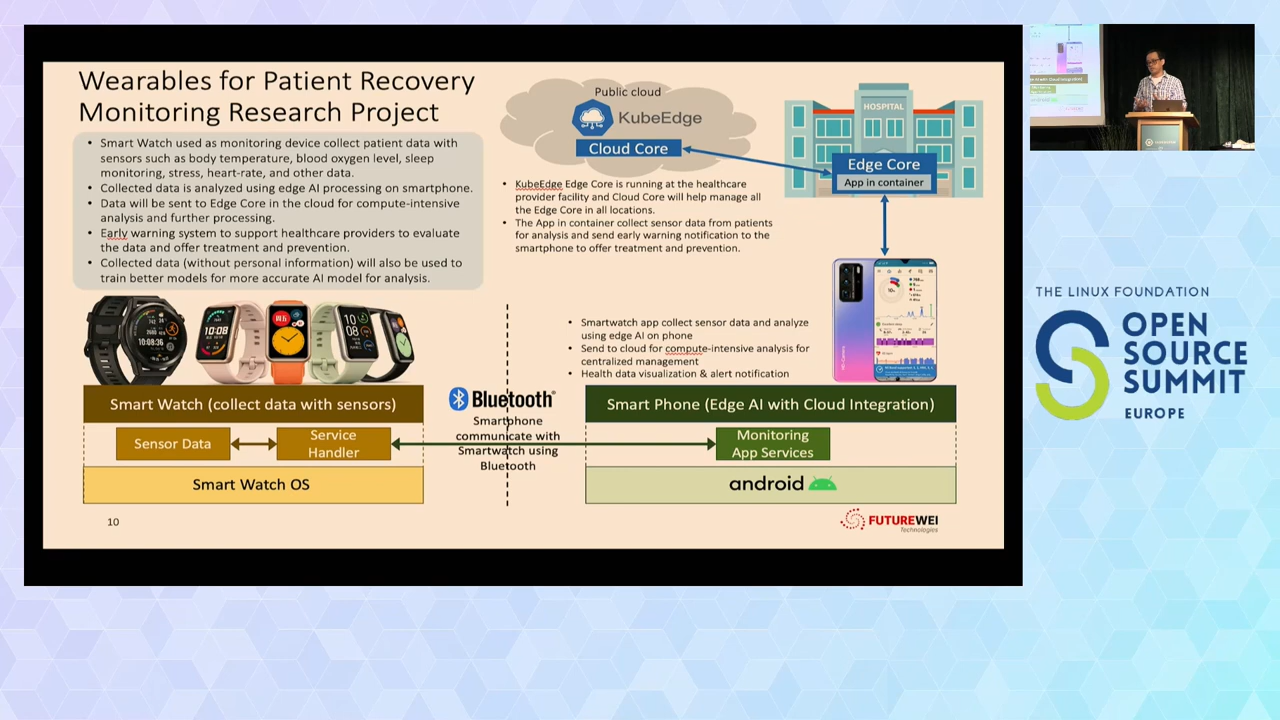 Wearables for Patient Recovery
Monitoring Research Project
• Smart Watch used as monitoring device collect patient data with
sensors such as body temperature, blood oxygen level, sleep
monitoring, stress, heart-rate, and other data.
• Collected data is analyzed using edge AI processing on smartphone.
• Data will be sent to Edge Core in the cloud for compute-intensive
analysis and further processing.
• Early warning system to support healthcare providers to evaluate
the data and offer treatment and prevention.
• Collected data (without personal information) will also be used to
train better models for more accurate AI model for analysis.
Public cloud
KubeEdge
Cloud Core
HOSPITAL
Edge Core
App in container
• KubeEdge Edge Core is running at the healthcare
provider facility and Cloud Core will help manage all
the Edge Core in all locations.
• The App in container collect sensor data from patients
for analysis and send early warning notification to the
smartphone to offer treatment and prevention.
• Smartwatch app collect sensor data and analyze
using edge AI on phone
• Send to cloud for compute-intensive analysis for
centralized management
• Health data visualization & alert notification
10:08
Smart Watch (collect data with sensors)
Sensor Data
Service
Handler
Smart Watch OS
Bluetooth
Smartphone
communicate with
Smartwatch using
Bluetooth
Smart Phone (Edge AI with Cloud Integration)
Monitoring
App Services
android
10
FUTUREWEI
Technologies
THE LINUX FOUNDATION
OPEN
SOURCE
SUMMIT
EUROPE